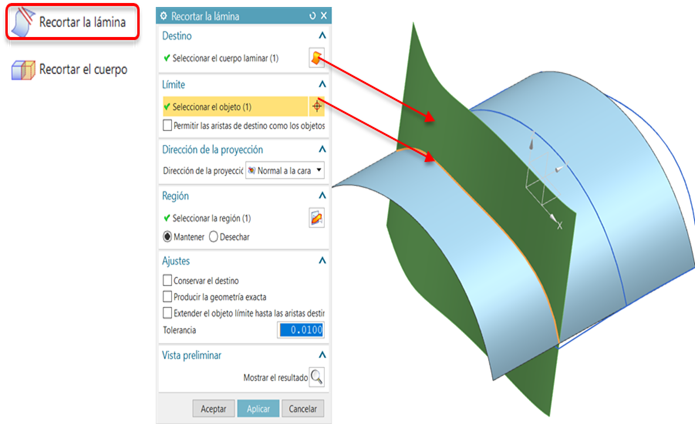 Recortar la lámina
Recortar el cuerpo
Recortar la lámina
Destino
Seleccionar el cuerpo laminar (1)
Límite
Seleccionar el objeto (1)
Permitir las aristas de destino como los objetos
Dirección de la proyección
Dirección de la proyecció Normal a la cara
Región
Seleccionar la región (1)
Mantener Desechar
Ajustes
Conservar el destino
Producir la geometría exacta
Extender el objeto límite hasta las aristas destir
Tolerancia 0.0100
Vista preliminar
Mostrar el resultado
Aceptar Aplicar Cancelar
X